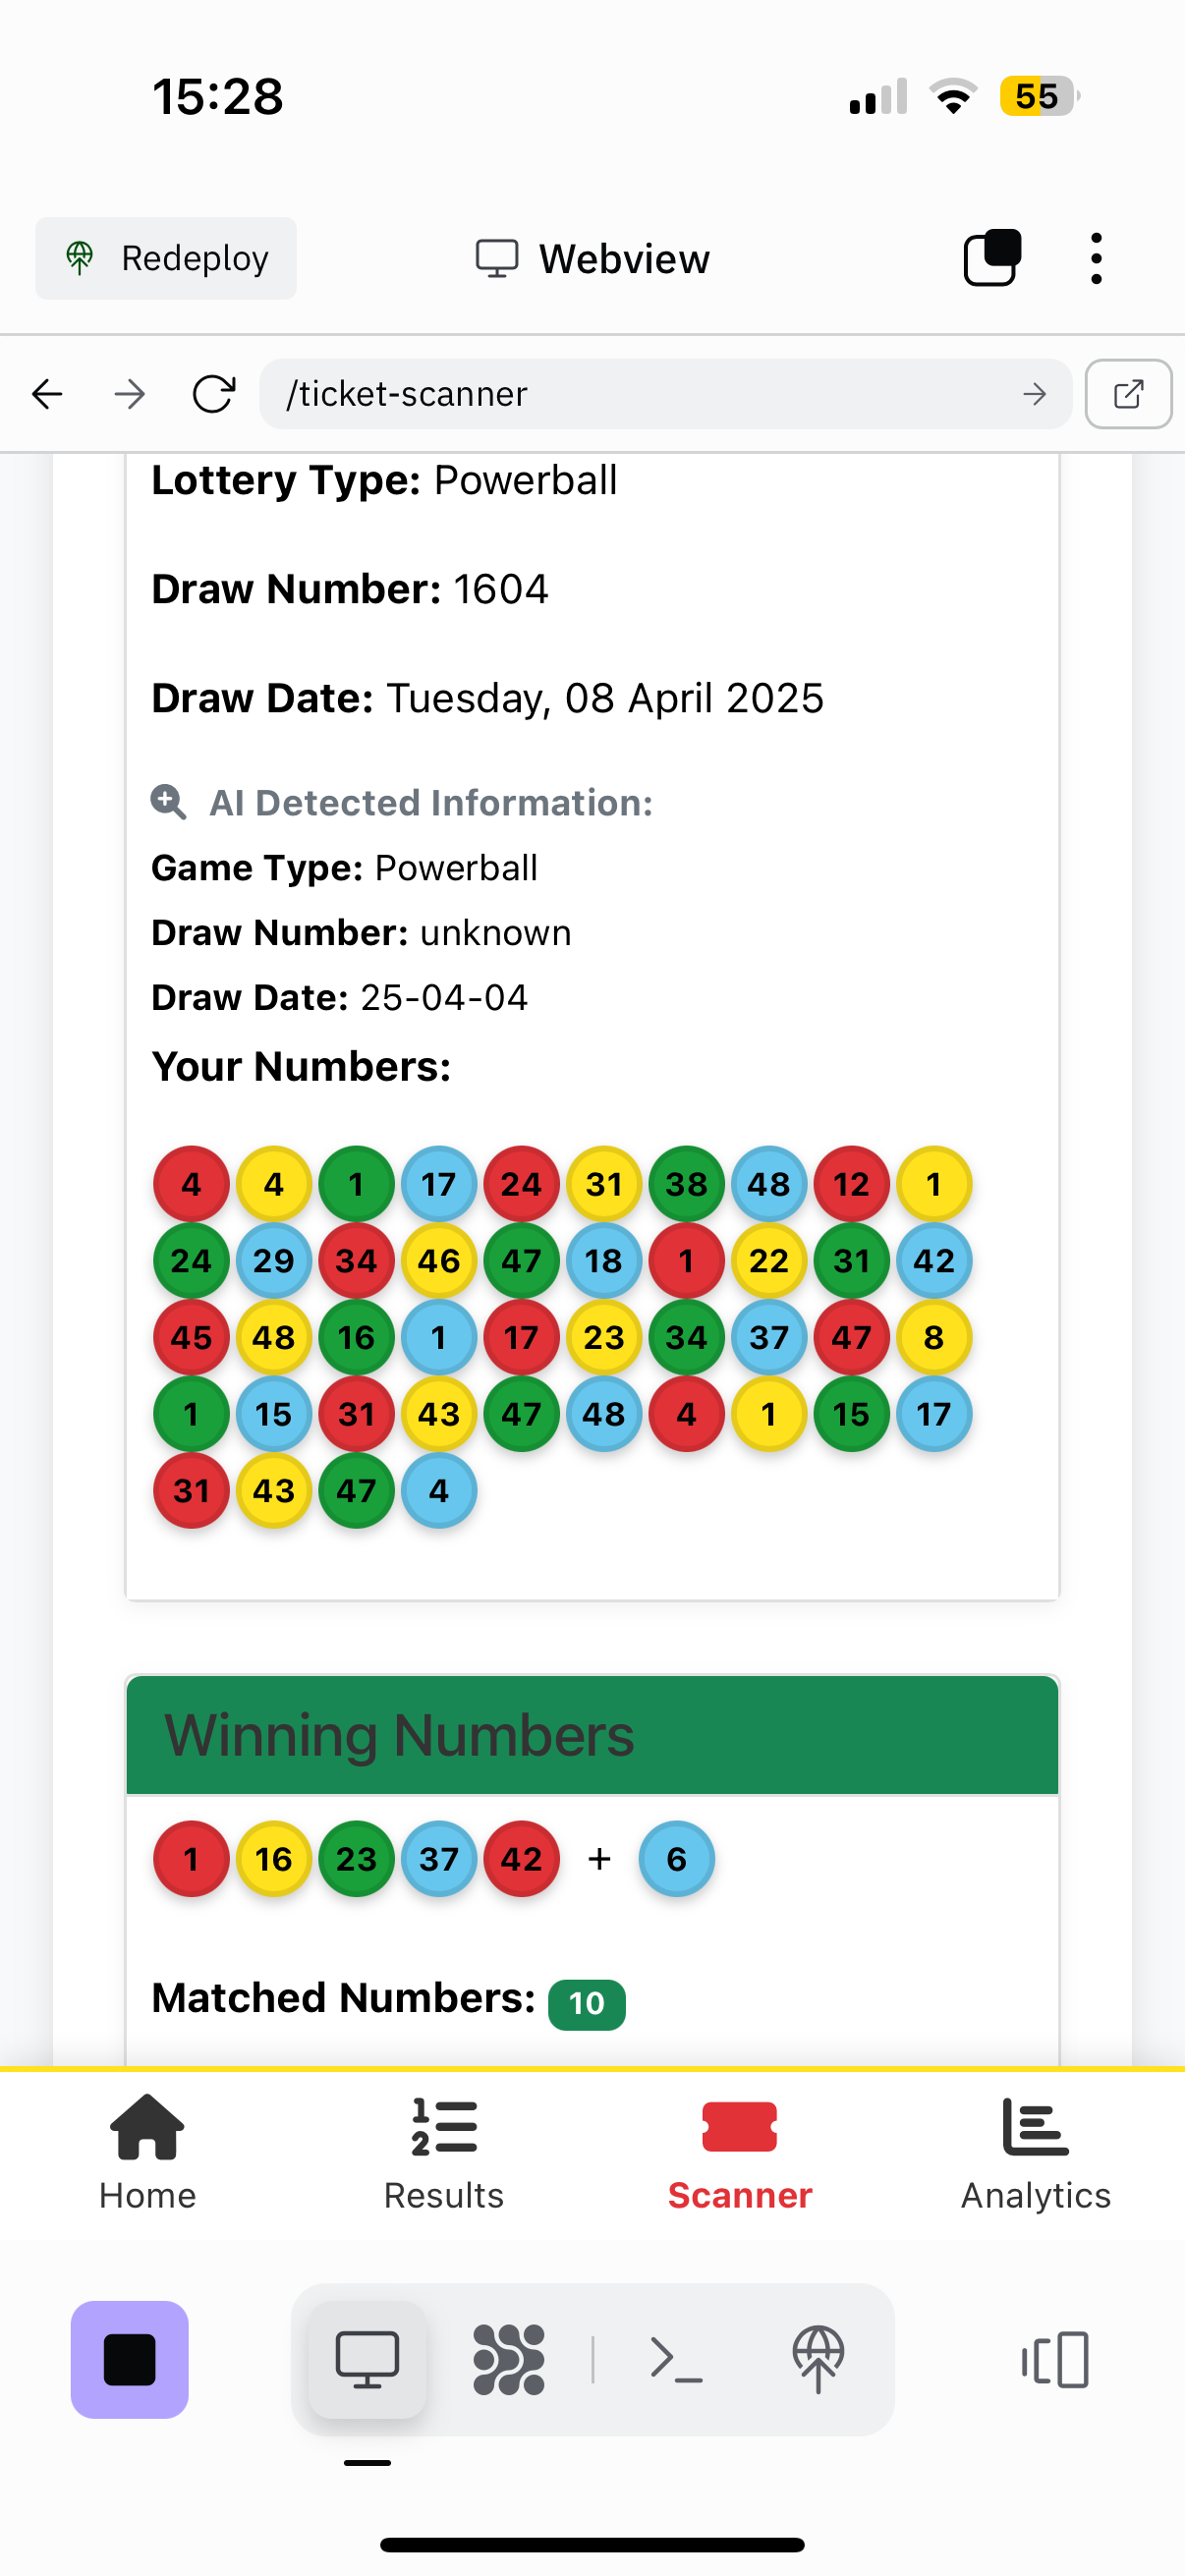 15:28
55
Redeploy
Webview
/ticket-scanner
Lottery Type: Powerball
Draw Number: 1604
Draw Date: Tuesday, 08 April 2025
AI Detected Information:
Game Type: Powerball
Draw Number: unknown
Draw Date: 25-04-04
Your Numbers:
4 4 1 17 24 31 38 48 12 1
24 29 34 46 47 18 1 22 31 42
45 48 16 1 17 23 34 37 47 8
1 15 31 43 47 48 4 1 15 17
31 43 47 4
Winning Numbers
1 16 23 37 42 + 6
Matched Numbers: 10
Home Results Scanner Analytics